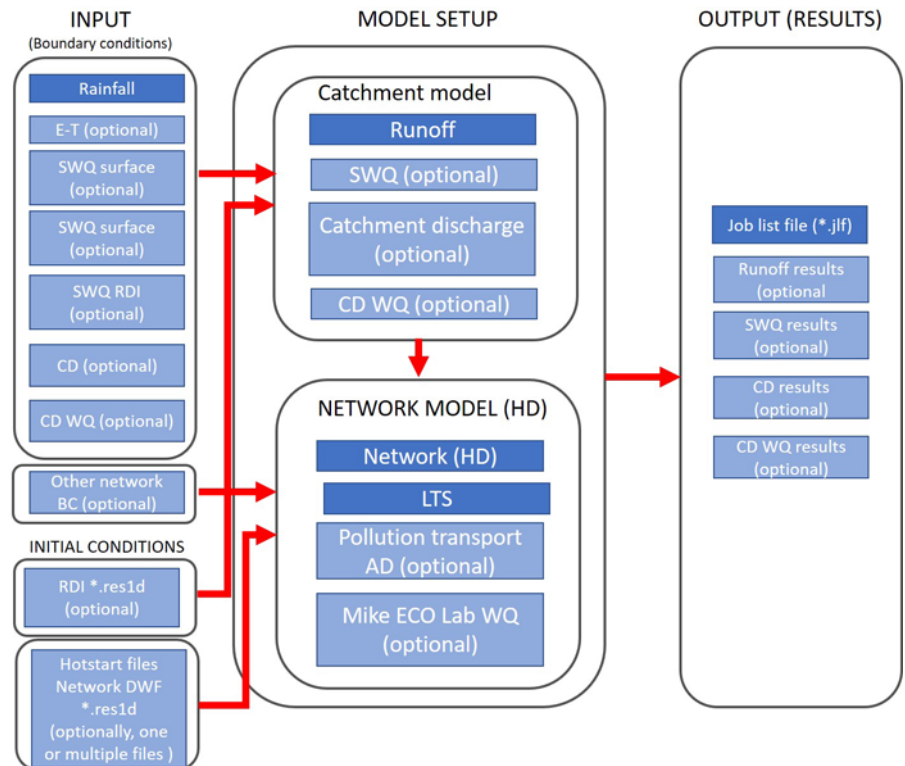 INPUT
(Boundary conditions)
Rainfall
E-T (optional)
SWQ surface
(optional)
SWQ surface
(optional)
SWQ RDI
(optional)
CD (optional)
CD WQ (optional)
Other network
BC (optional)
INITIAL CONDITIONS
RDI *.res1d
(optional)
Hotstart files
Network DWF
*.res1d
(optionally, one
or multiple files )
MODEL SETUP
Catchment model
Runoff
SWQ (optional)
Catchment discharge
(optional)
CD WQ (optional)
NETWORK MODEL (HD)
Network (HD)
LTS
Pollution transport
AD (optional)
Mike ECO Lab WQ
(optional)
OUTPUT (RESULTS)
Job list file (*.jlf)
Runoff results
(optional
SWQ results
(optional)
CD results
(optional)
CD WQ results
(optional)